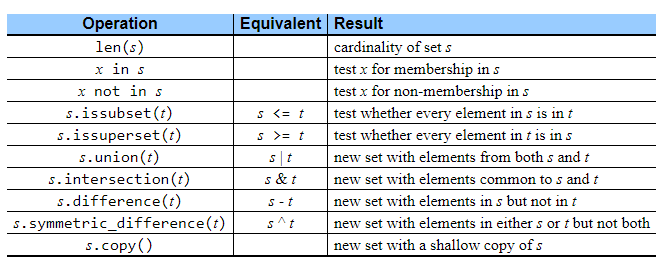 Operation Equivalent Result
len(s) cardinality of set s
x in s test x for membership in s
x not in s test x for non-membership in s
s.issubset(t) s <= t test whether every element in s is in t
s.issuperset(t) s >= t test whether every element in t is in s
s.union(t) s | t new set with elements from both s and t
s.intersection(t) s & t new set with elements common to s and t
s.difference(t) s - t new set with elements in s but not in t
s.symmetric_difference(t) s ^ t new set with elements in either s or t but not both
s.copy() new set with a shallow copy of s